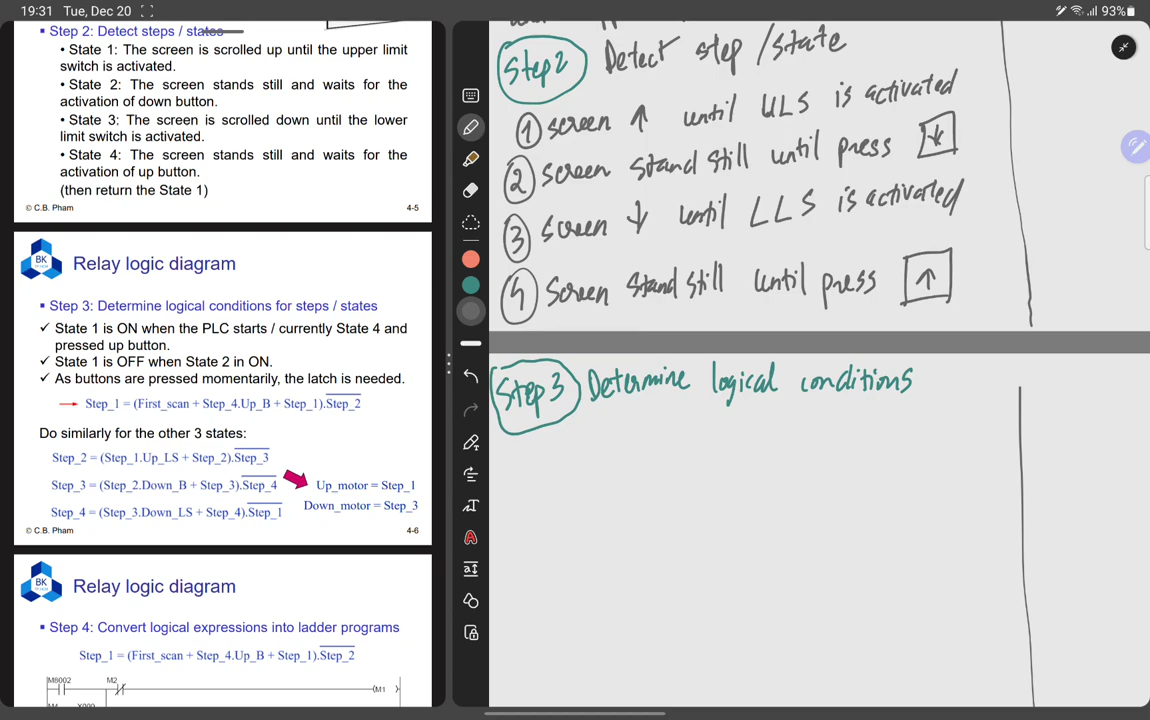 19:31 Tue, Dec 20
93%
▪ Step 2: Detect steps / states
• State 1: The screen is scrolled up until the upper limit
switch is activated.
• State 2: The screen stands still and waits for the
activation of down button.
• State 3: The screen is scrolled down until the lower
limit switch is activated.
• State 4: The screen stands still and waits for the
activation of up button.
(then return the State 1)
© C.B. Pham 4-5
BK
Relay logic diagram
▪ Step 3: Determine logical conditions for steps / states
✓ State 1 is ON when the PLC starts / currently State 4 and
pressed up button.
✓ State 1 is OFF when State 2 in ON.
✓ As buttons are pressed momentarily, the latch is needed.
→ Step_1 = (First_scan + Step_4.Up_B + Step_1).S̅t̅e̅p̅_̅2̅
Do similarly for the other 3 states:
Step_2 = (Step_1.Up_LS + Step_2).S̅t̅e̅p̅_̅3̅
Step_3 = (Step_2.Down_B + Step_3).S̅t̅e̅p̅_̅4̅
Up_motor = Step_1
Down_motor = Step_3
Step_4 = (Step_3.Down_LS + Step_4).S̅t̅e̅p̅_̅1̅
© C.B. Pham 4-6
BK
Relay logic diagram
▪ Step 4: Convert logical expressions into ladder programs
Step_1 = (First_scan + Step_4.Up_B + Step_1).S̅t̅e̅p̅_̅2̅
M8002 M2
M1
Step 2 Detect step / state
① Screen ↑ until ULS is activated
② Screen stand still until press ↓
③ Screen ↓ until LLS is activated
④ Screen stand still until press ↑
Step 3 Determine logical conditions